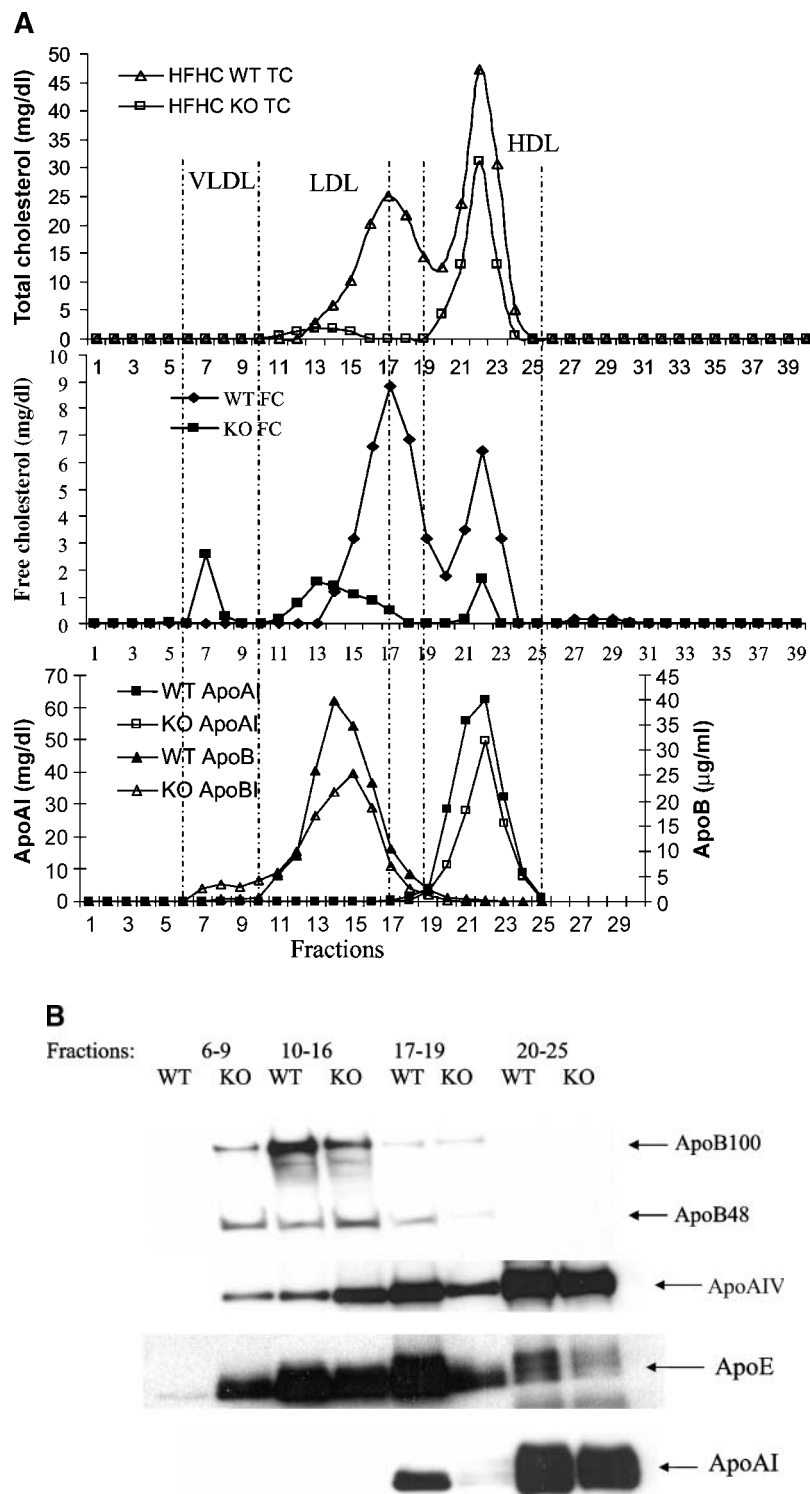 A
Total cholesterol (mg/dl)
50
45
40
35
30
25
20
15
10
5
0
HFHC WT TC
HFHC KO TC
VLDL
LDL
HDL
1 3 5 7 9 11 13 15 17 19 21 23 25 27 29 31 33 35 37 39
Free cholesterol (mg/dl)
10
9
8
7
6
5
4
3
2
1
0
WT FC
KO FC
1 3 5 7 9 11 13 15 17 19 21 23 25 27 29 31 33 35 37 39
ApoAI (mg/dl)
70
60
50
40
30
20
10
0
WT ApoAI
KO ApoAI
WT ApoB
KO ApoBI
45
40
35
30
25
20
15
10
5
0
ApoB (µg/ml)
1 3 5 7 9 11 13 15 17 19 21 23 25 27 29
Fractions
B
Fractions: 6-9 10-16 17-19 20-25
WT KO WT KO WT KO WT KO
ApoB100
ApoB48
ApoAIV
ApoE
ApoAI